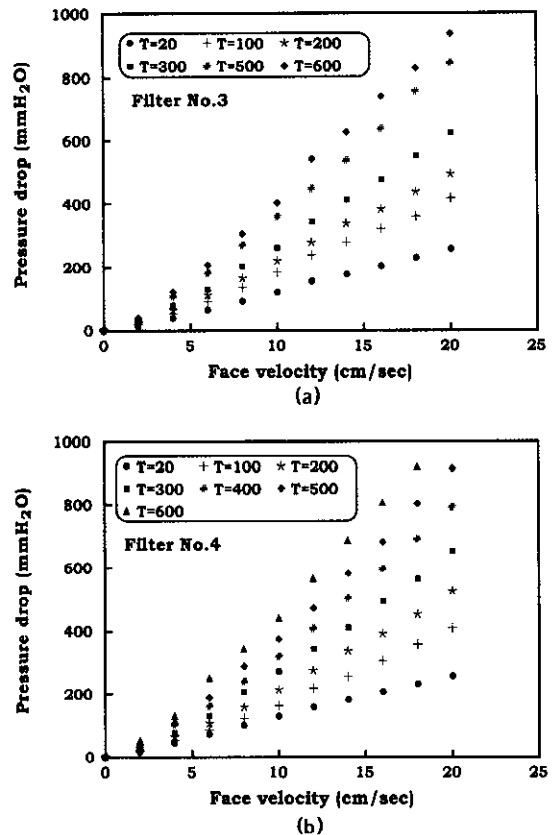 1000
800
600
400
200
0
Pressure drop (mmH2O)
T=20 T=100 T=200
T=300 T=500 T=600
Filter No.3
0 5 10 15 20 25
Face velocity (cm/sec)
(a)
1000
800
600
400
200
0
Pressure drop (mmH2O)
T=20 T=100 T=200
T=300 T=400 T=500
T=600
Filter No.4
0 5 10 15 20 25
Face velocity (cm/sec)
(b)